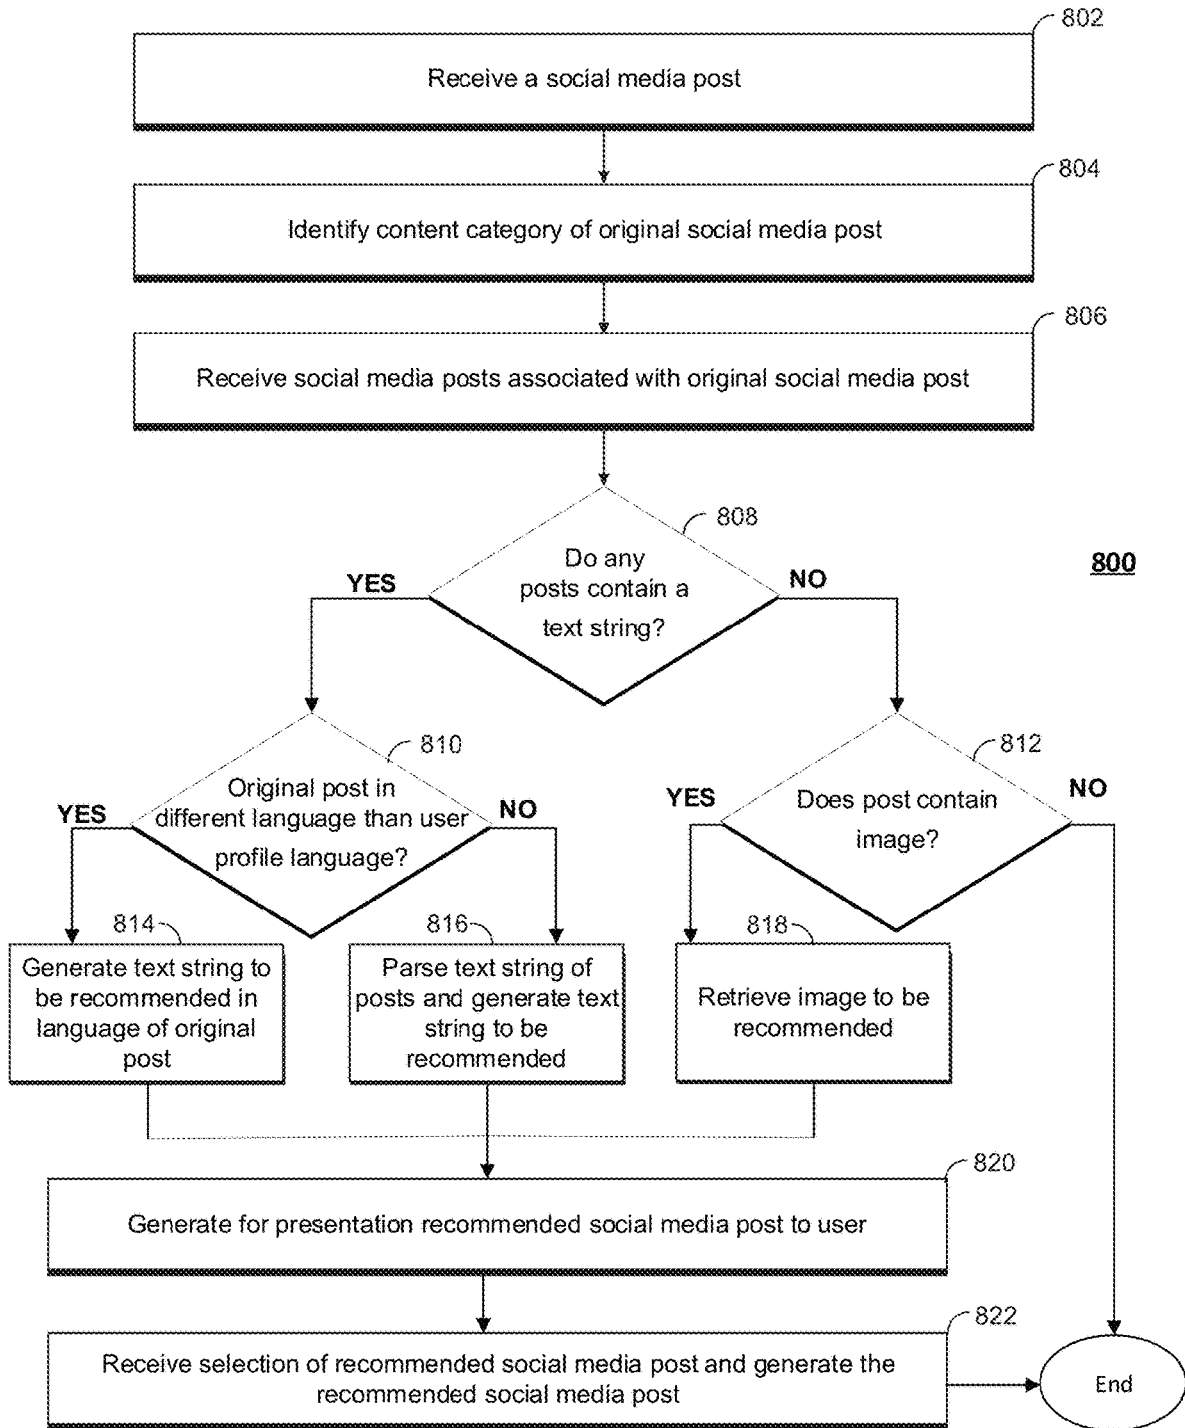 802
Receive a social media post
804
Identify content category of original social media post
806
Receive social media posts associated with original social media post
808
Do any
posts contain a
text string?
YES
NO
800
810
Original post in
different language than user
profile language?
YES
NO
812
Does post contain
image?
YES
NO
814
Generate text string to
be recommended in
language of original
post
816
Parse text string of
posts and generate text
string to be
recommended
818
Retrieve image to be
recommended
820
Generate for presentation recommended social media post to user
822
Receive selection of recommended social media post and generate the
recommended social media post
End